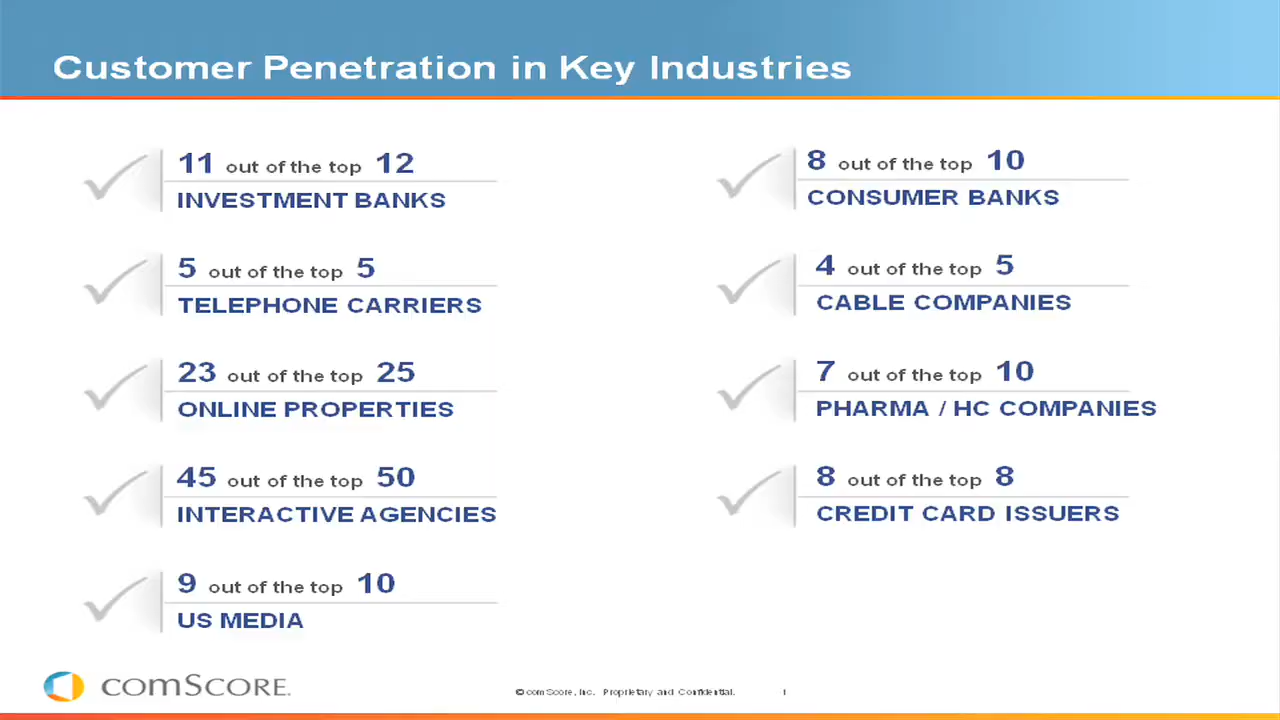 Customer Penetration in Key Industries
11 out of the top 12
INVESTMENT BANKS
5 out of the top 5
TELEPHONE CARRIERS
23 out of the top 25
ONLINE PROPERTIES
45 out of the top 50
INTERACTIVE AGENCIES
9 out of the top 10
US MEDIA
8 out of the top 10
CONSUMER BANKS
4 out of the top 5
CABLE COMPANIES
7 out of the top 10
PHARMA / HC COMPANIES
8 out of the top 8
CREDIT CARD ISSUERS
comScore.
© comScore, Inc. Proprietary and Confidential.
1